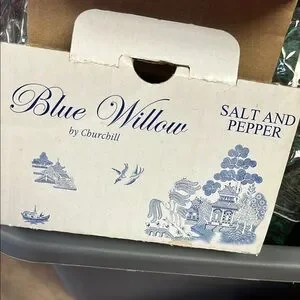 Blue Willow
by Churchill
SALT AND
PEPPER